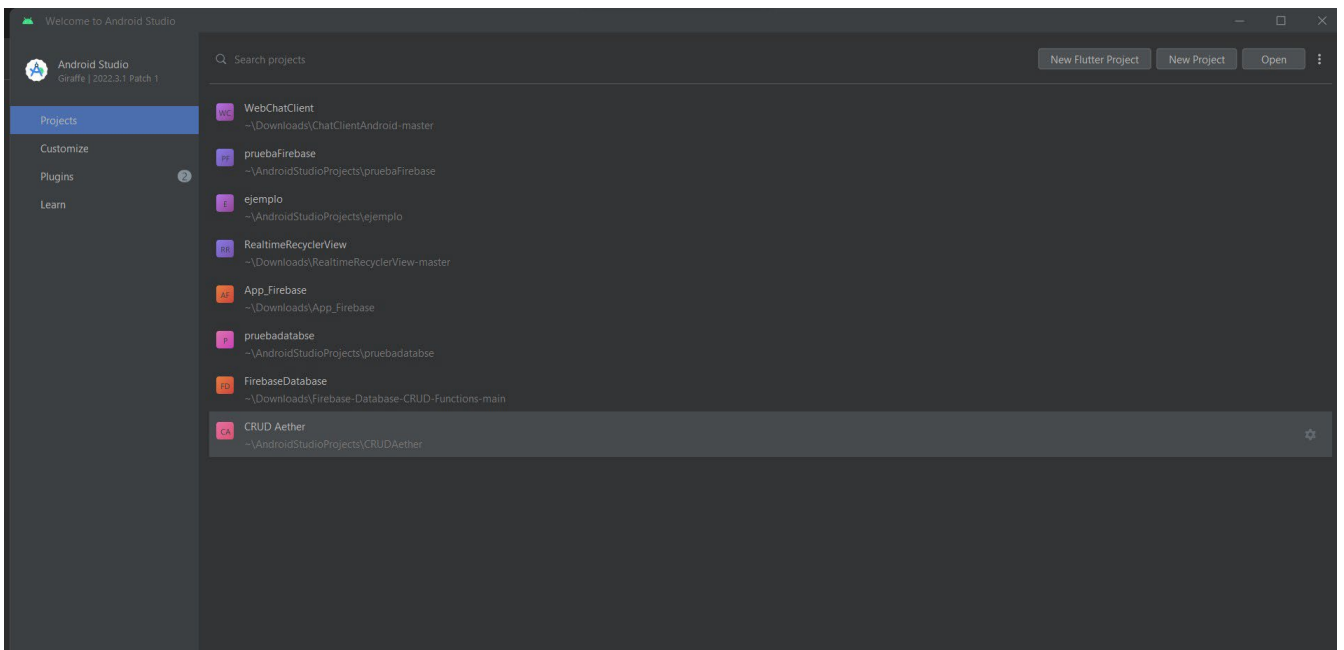 Welcome to Android Studio
Android Studio
Giraffe | 2022.3.1 Patch 1
Projects
Customize
Plugins
2
Learn
Search projects
New Flutter Project
New Project
Open
WC
WebChatClient
~\Downloads\ChatClientAndroid-master
PF
pruebaFirebase
~\AndroidStudioProjects\pruebaFirebase
E
ejemplo
~\AndroidStudioProjects\ejemplo
RR
RealtimeRecyclerView
~\Downloads\RealtimeRecyclerView-master
AF
App_Firebase
~\Downloads\App_Firebase
P
pruebadatabse
~\AndroidStudioProjects\pruebadatabse
FD
FirebaseDatabase
~\Downloads\Firebase-Database-CRUD-Functions-main
CA
CRUD Aether
~\AndroidStudioProjects\CRUDAether